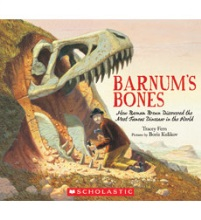 BARNUM'S
BONES
How Barnum Brown Discovered the
Most Famous Dinosaur in the World
Tracey Fern
Pictures by Boris Kulikov
SCHOLASTIC